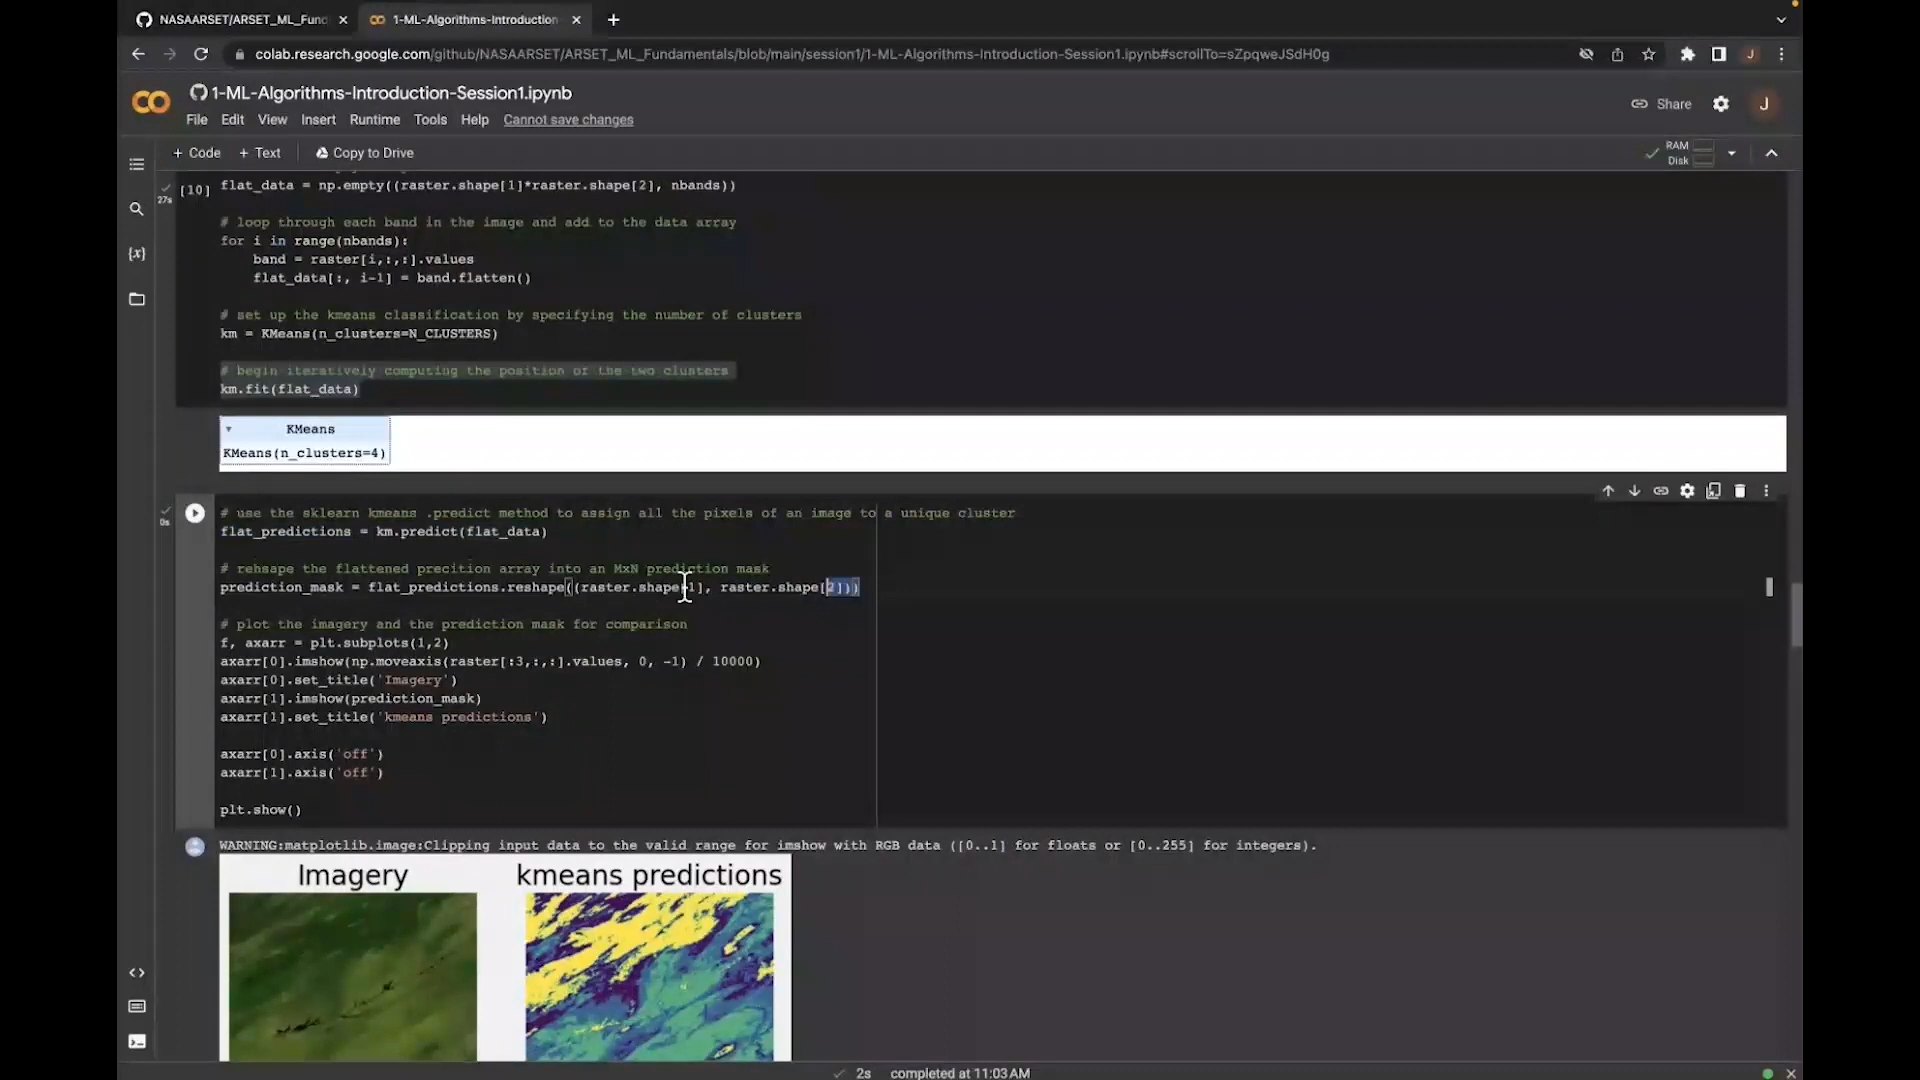 NASAARSET/ARSET_ML_Fund
1-ML-Algorithms-Introduction-
colab.research.google.com/github/NASAARSET/ARSET_ML_Fundamentals/blob/main/session1/1-ML-Algorithms-Introduction-Session1.ipynb#scrollTo=sZpqweJSdH0g
J
1-ML-Algorithms-Introduction-Session1.ipynb
Share
J
File Edit View Insert Runtime Tools Help Cannot save changes
+ Code + Text Copy to Drive
RAM
Disk
[10] flat_data = np.empty((raster.shape[1]*raster.shape[2], nbands))
27s
# loop through each band in the image and add to the data array
for i in range(nbands):
band = raster[i,:,:].values
flat_data[:, i-1] = band.flatten()
# set up the kmeans classification by specifying the number of clusters
km = KMeans(n_clusters=N_CLUSTERS)
# begin iteratively computing the position of the two clusters
km.fit(flat_data)
KMeans
KMeans(n_clusters=4)
0s
# use the sklearn kmeans .predict method to assign all the pixels of an image to a unique cluster
flat_predictions = km.predict(flat_data)
# rehsape the flattened precition array into an MxN prediction mask
prediction_mask = flat_predictions.reshape((raster.shape[1], raster.shape[2]))
# plot the imagery and the prediction mask for comparison
f, axarr = plt.subplots(1,2)
axarr[0].imshow(np.moveaxis(raster[:3,:,:].values, 0, -1) / 10000)
axarr[0].set_title('Imagery')
axarr[1].imshow(prediction_mask)
axarr[1].set_title('kmeans predictions')
axarr[0].axis('off')
axarr[1].axis('off')
plt.show()
WARNING:matplotlib.image:Clipping input data to the valid range for imshow with RGB data ([0..1] for floats or [0..255] for integers).
Imagery kmeans predictions
2s completed at 11:03 AM